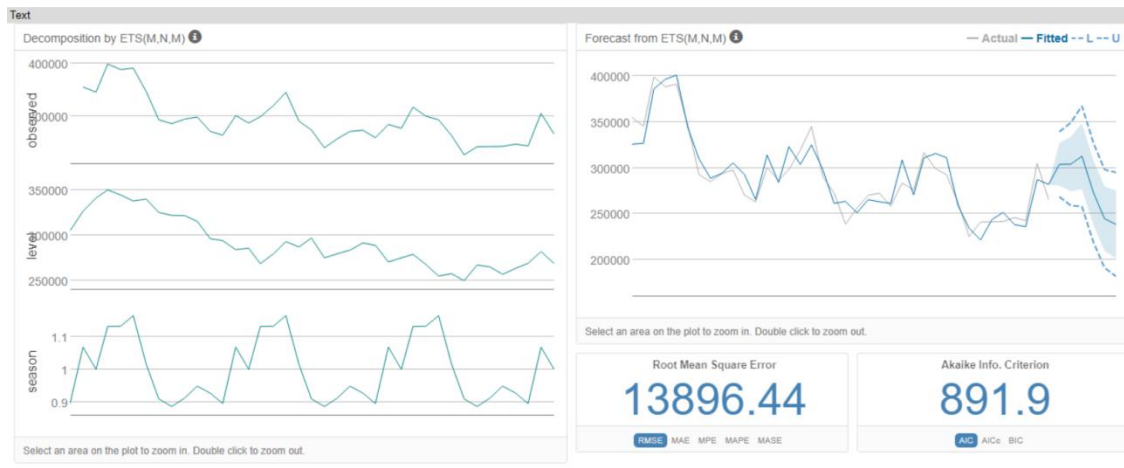 Text
Decomposition by ETS(M,N,M)
400000
300000
observed
350000
300000
250000
level
1.1
1
0.9
season
Select an area on the plot to zoom in. Double click to zoom out.
Forecast from ETS(M,N,M)
Actual Fitted L U
400000
350000
300000
250000
200000
Select an area on the plot to zoom in. Double click to zoom out.
Root Mean Square Error
13896.44
RMSE MAE MPE MAPE MASE
Akaike Info. Criterion
891.9
AIC AICc BIC